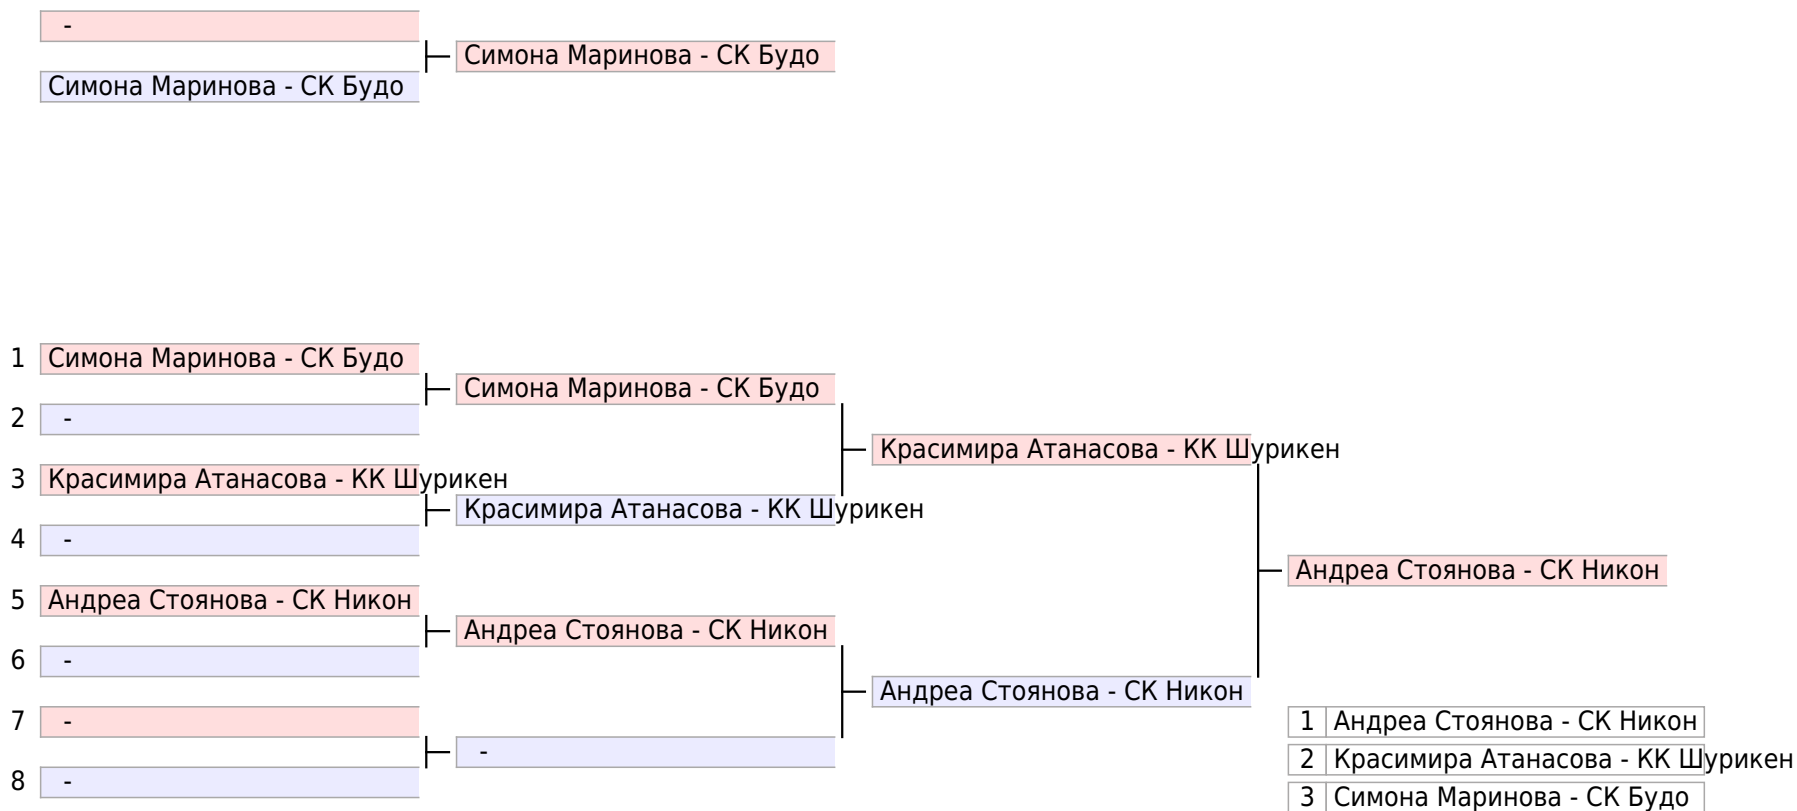 -
Симона Маринова - СК Будо
Симона Маринова - СК Будо
1 Симона Маринова - СК Будо
Симона Маринова - СК Будо
2 -
Красимира Атанасова - КК Шурикен
3 Красимира Атанасова - КК Шурикен
Красимира Атанасова - КК Шурикен
4 -
Андреа Стоянова - СК Никон
5 Андреа Стоянова - СК Никон
Андреа Стоянова - СК Никон
6 -
Андреа Стоянова - СК Никон
7 -
-
8 -
1 Андреа Стоянова - СК Никон
2 Красимира Атанасова - КК Шурикен
3 Симона Маринова - СК Будо